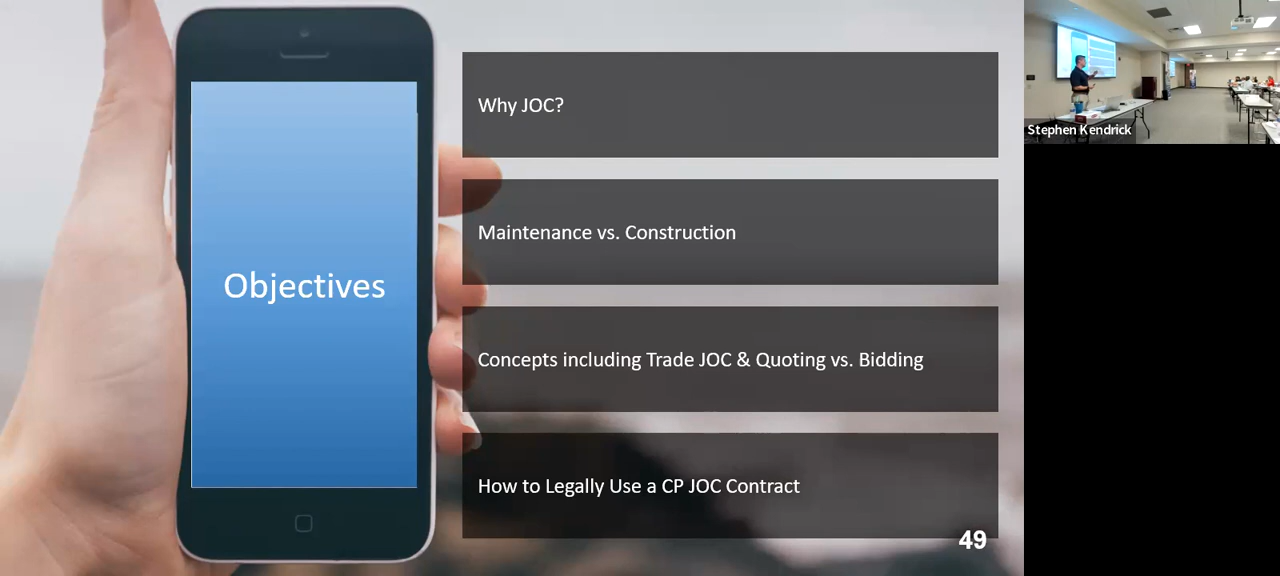 Objectives
Why JOC?
Maintenance vs. Construction
Concepts including Trade JOC & Quoting vs. Bidding
How to Legally Use a CP JOC Contract
49
Stephen Kendrick